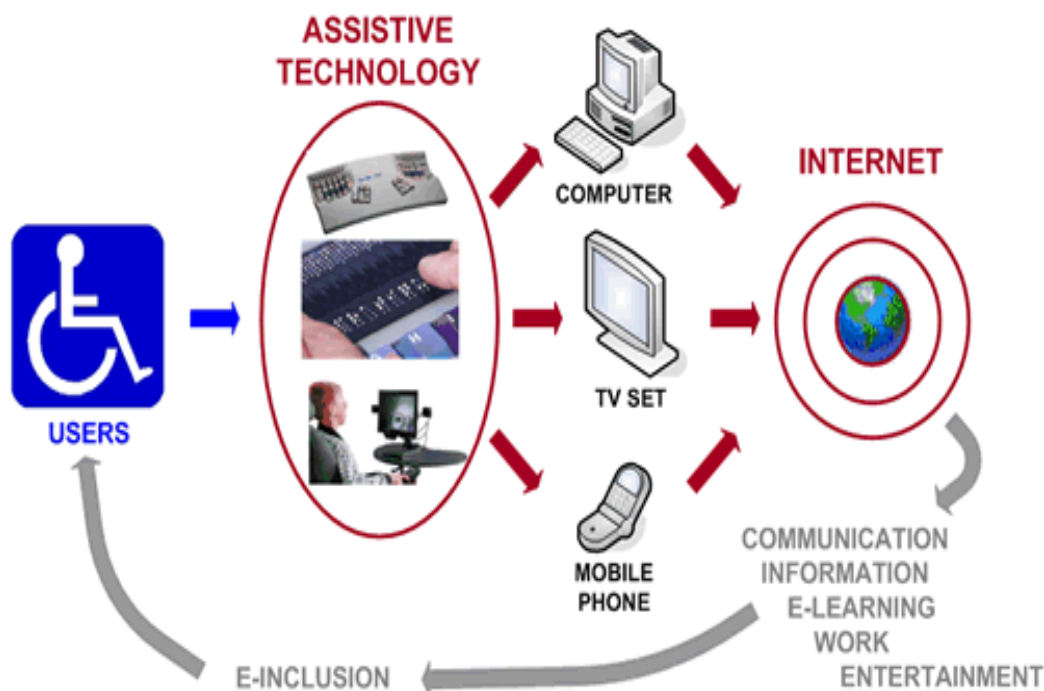 ASSISTIVE
TECHNOLOGY
COMPUTER
INTERNET
USERS
TV SET
MOBILE
PHONE
COMMUNICATION
INFORMATION
E-LEARNING
WORK
ENTERTAINMENT
E-INCLUSION